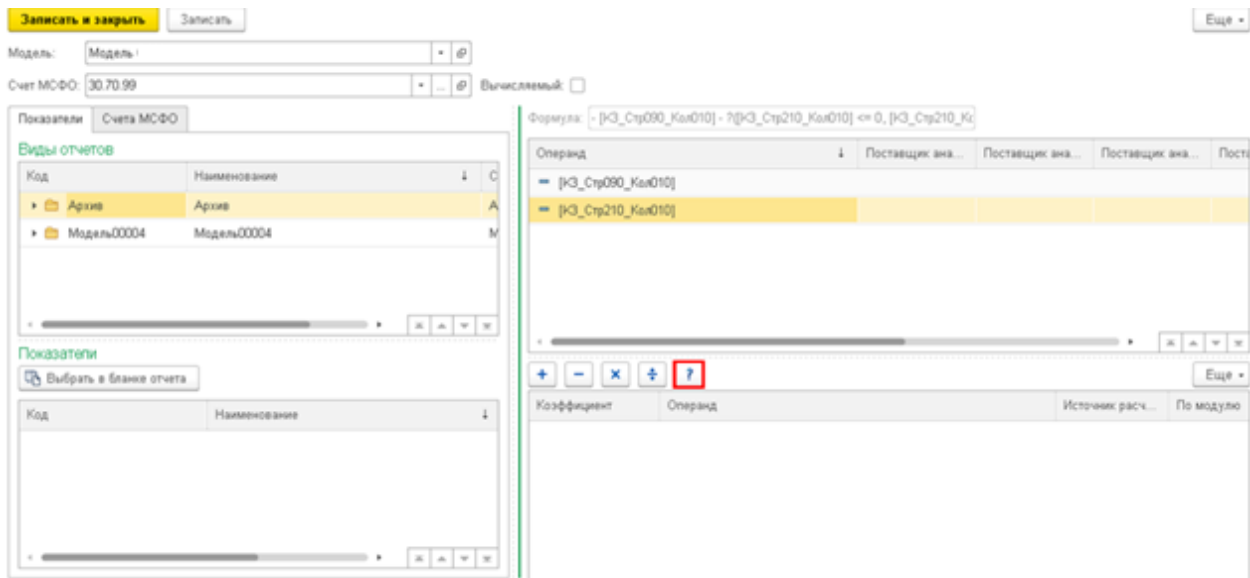 Записать и закрыть Записать Еще
Модель: Модель
Счет МСФО: 30.70.99 ... Вычисляемый:
Показатели Счета МСФО
Формула: - [КЗ_Стр090_Кол010] - ?([КЗ_Стр210_Кол010] <= 0, [КЗ_Стр210_Кс
Виды отчетов
Код Наименование ↓ С
Архив Архив А
Модель00004 Модель00004 М
Операнд ↓ Поставщик ана... Поставщик ана... Поставщик ана... Поста
[КЗ_Стр090_Кол010]
[КЗ_Стр210_Кол010]
Показатели
Выбрать в бланке отчета
Код Наименование ↓
+ − × ÷ ? Еще
Коэффициент Операнд Источник расч... По модулю